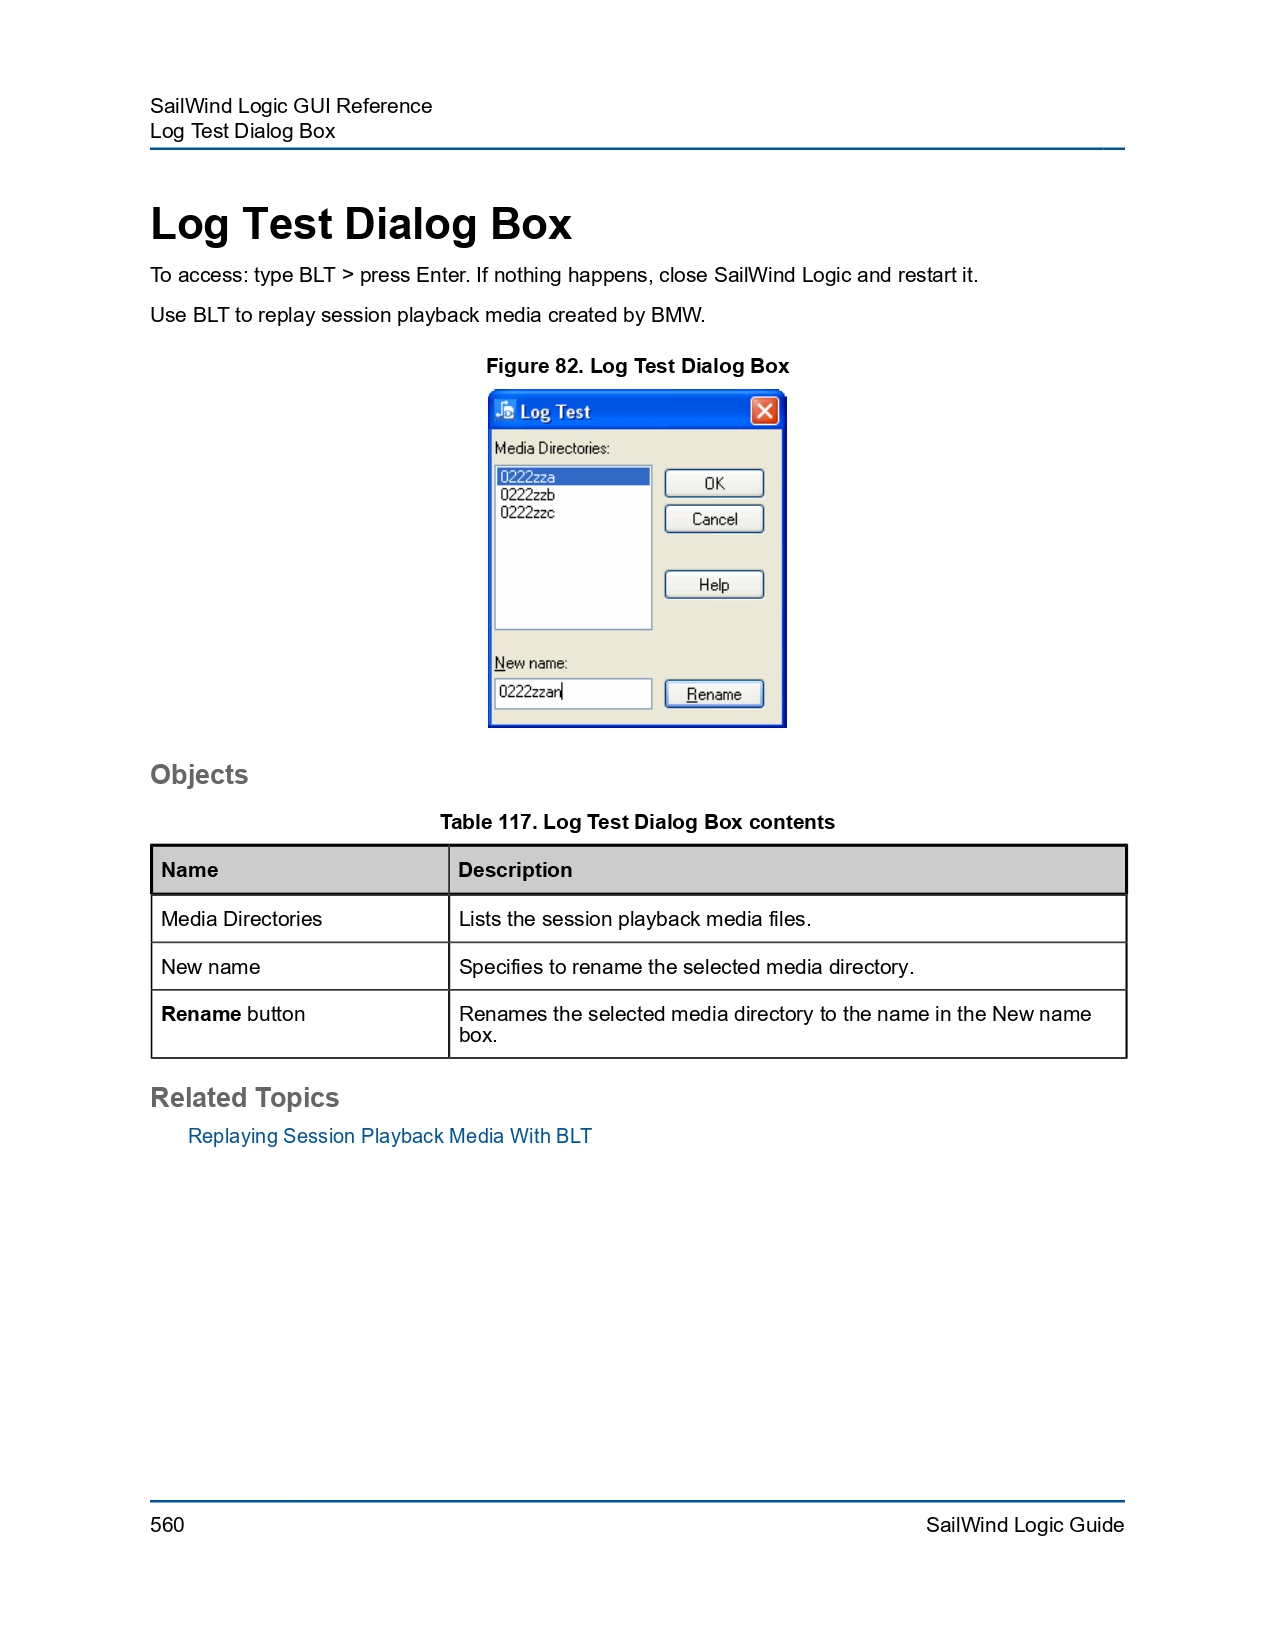 SailWind Logic GUI Reference
Log Test Dialog Box
Log Test Dialog Box
To access: type BLT > press Enter. If nothing happens, close SailWind Logic and restart it.
Use BLT to replay session playback media created by BMW.
Figure 82. Log Test Dialog Box
Log Test
Media Directories:
0222zza
0222zzb
0222zzc
OK
Cancel
Help
New name:
0222zzan
Rename
Objects
Table 117. Log Test Dialog Box contents
Name Description
Media Directories Lists the session playback media files.
New name Specifies to rename the selected media directory.
Rename button Renames the selected media directory to the name in the New name
box.
Related Topics
Replaying Session Playback Media With BLT
560 SailWind Logic Guide